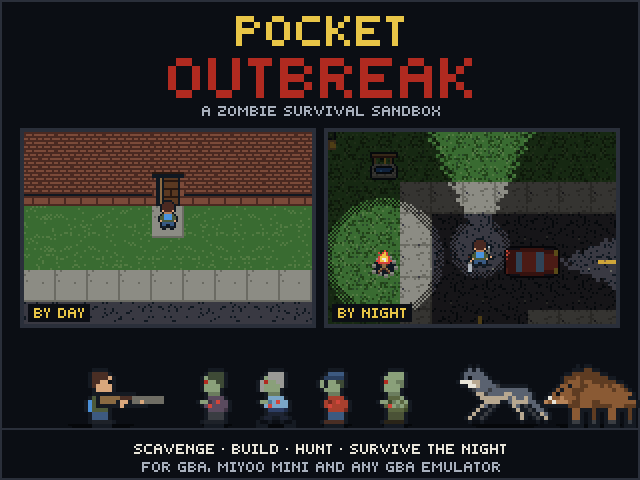 POCKET
OUTBREAK
A ZOMBIE SURVIVAL SANDBOX
BY DAY
BY NIGHT
SCAVENGE · BUILD · HUNT · SURVIVE THE NIGHT
FOR GBA, MIYOO MINI AND ANY GBA EMULATOR